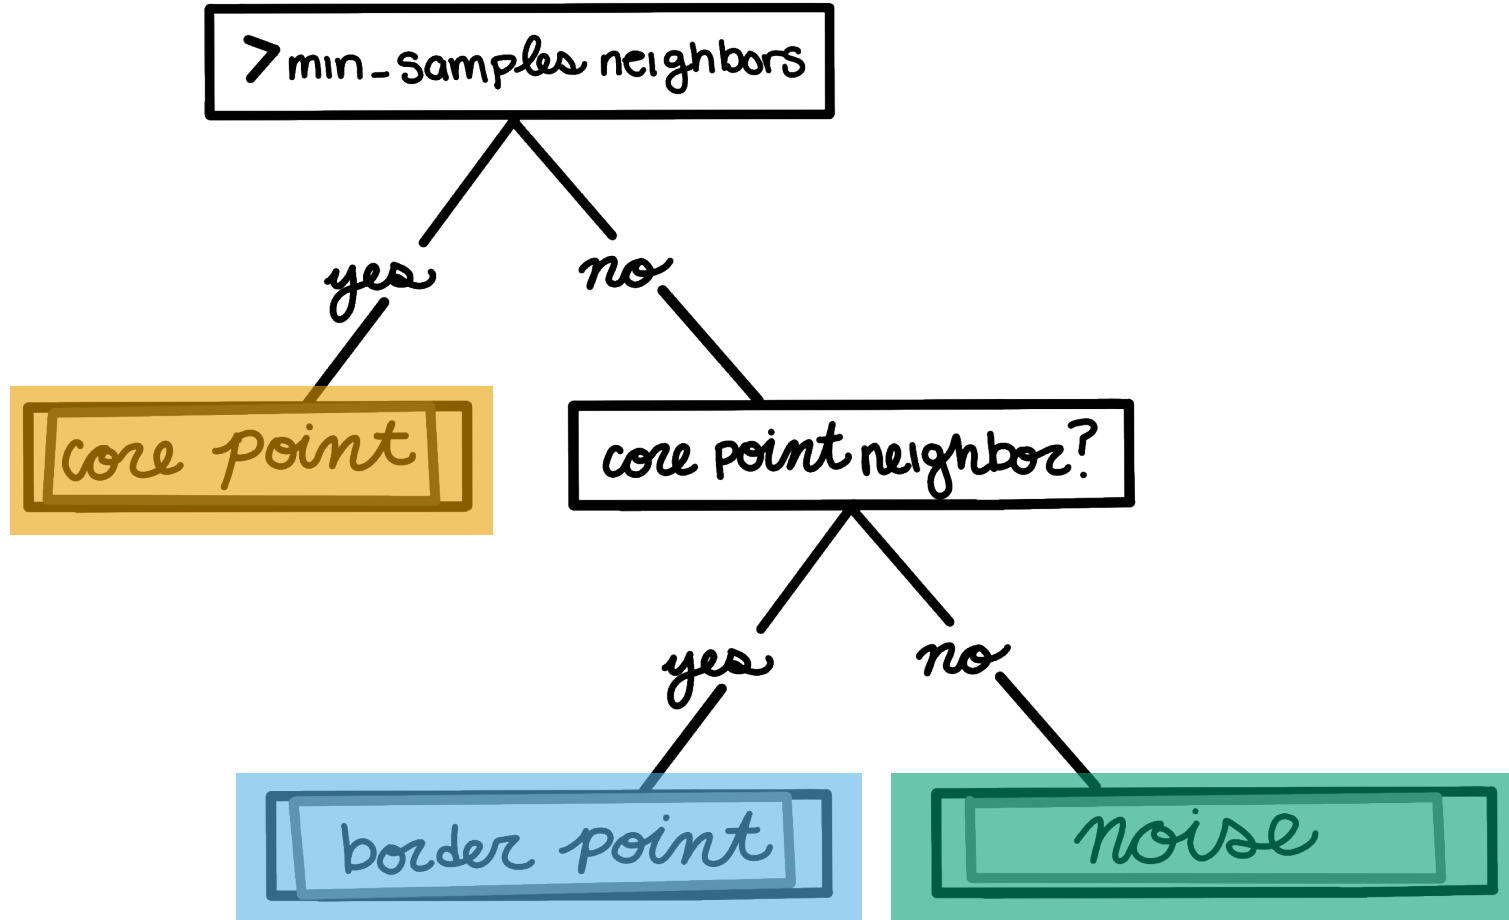 >min_samples neighbors
yes
no
core point
core point neighbor?
yes
no
border point
noise